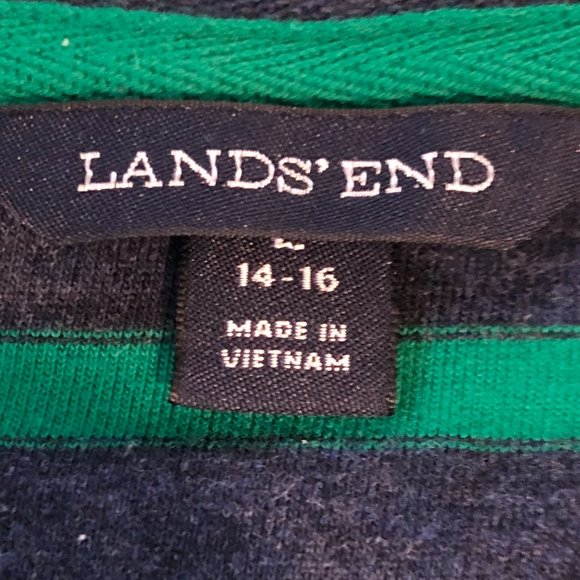 LANDS' END
14-16
MADE IN
VIETNAM